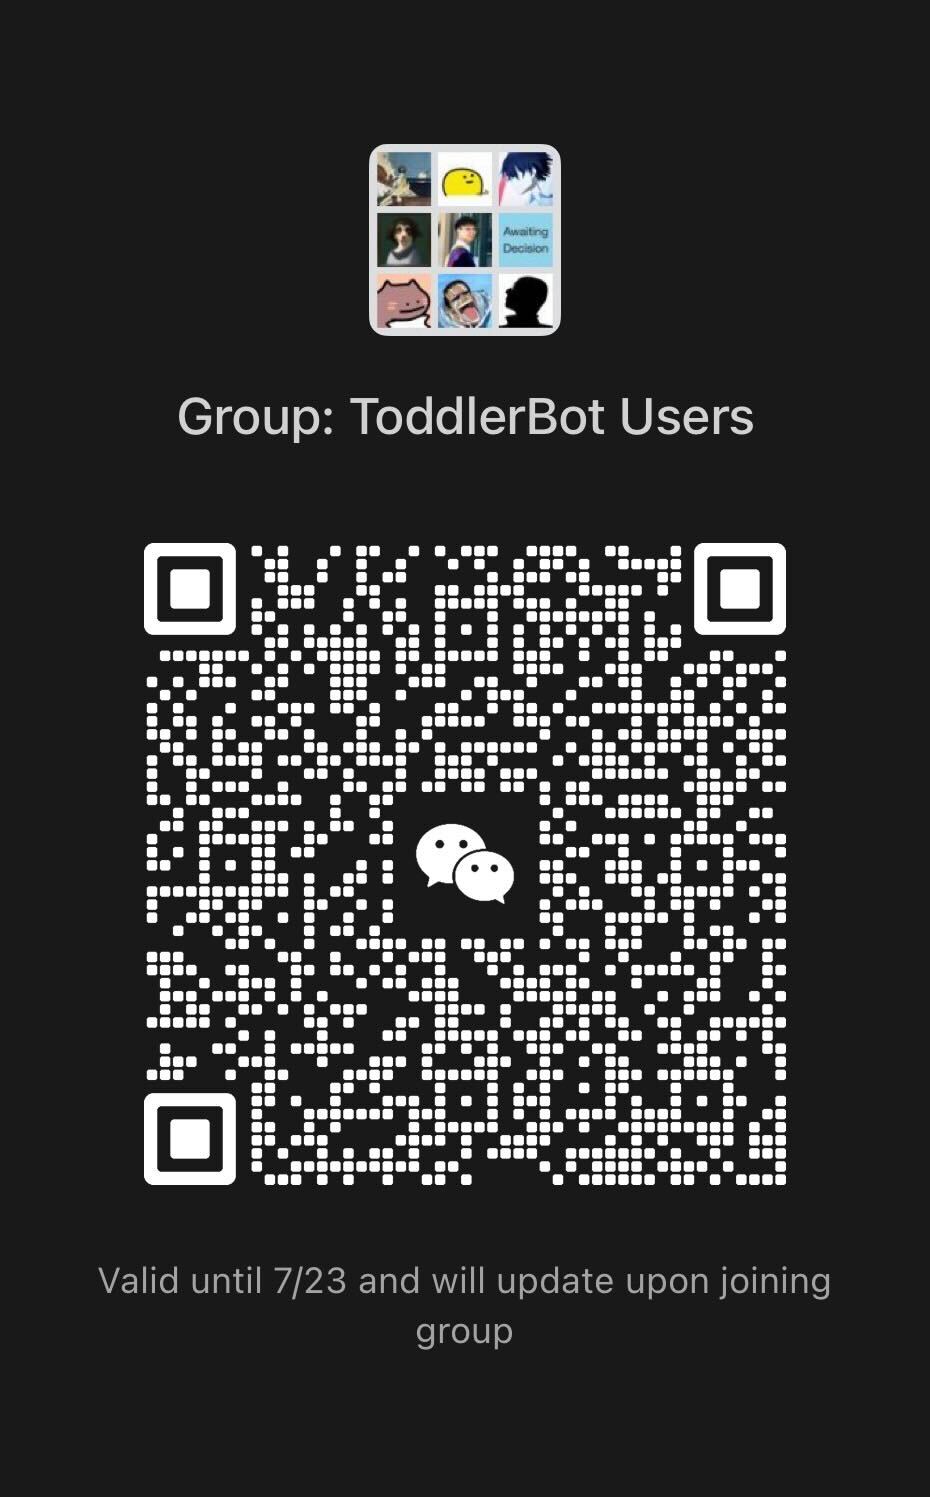 Awaiting
Decision
Group: ToddlerBot Users
Valid until 7/23 and will update upon joining
group